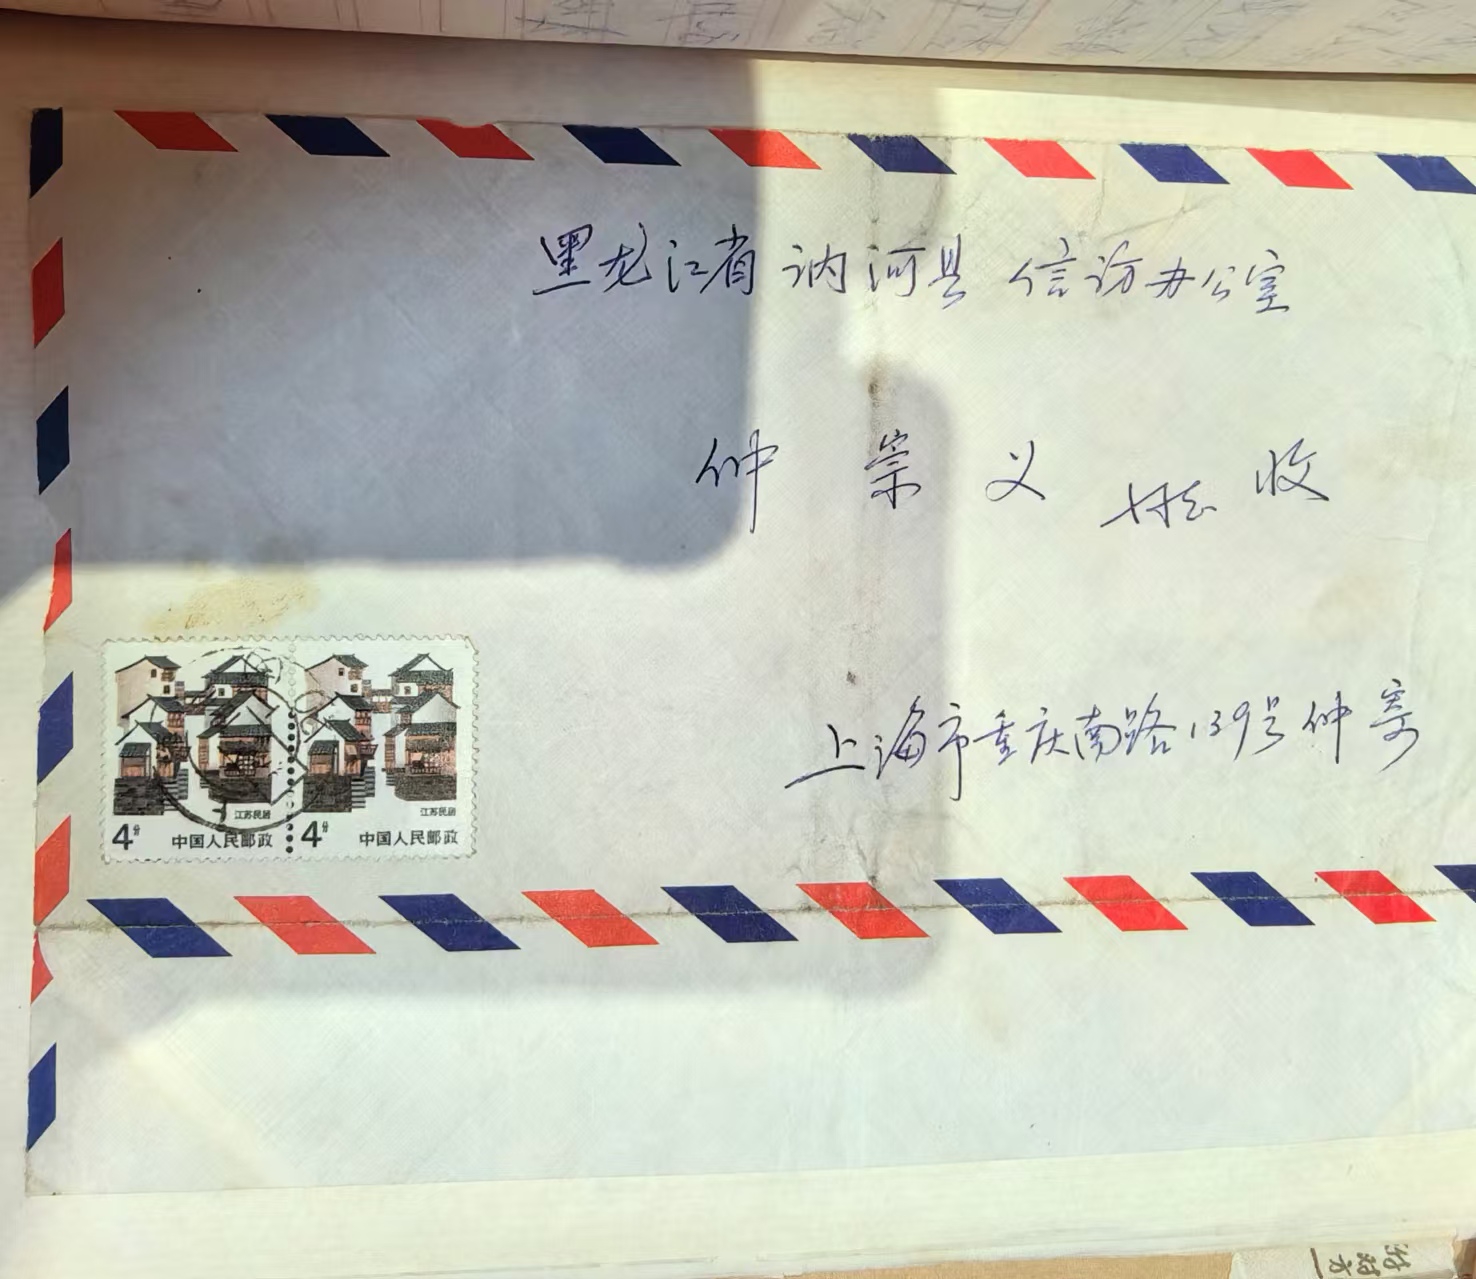 黑龙江省讷河县 信访办公室
仲 崇 义 收
上海市重庆南路139号仲寄
江苏民居
4分 中国人民邮政
江苏民居
4分 中国人民邮政